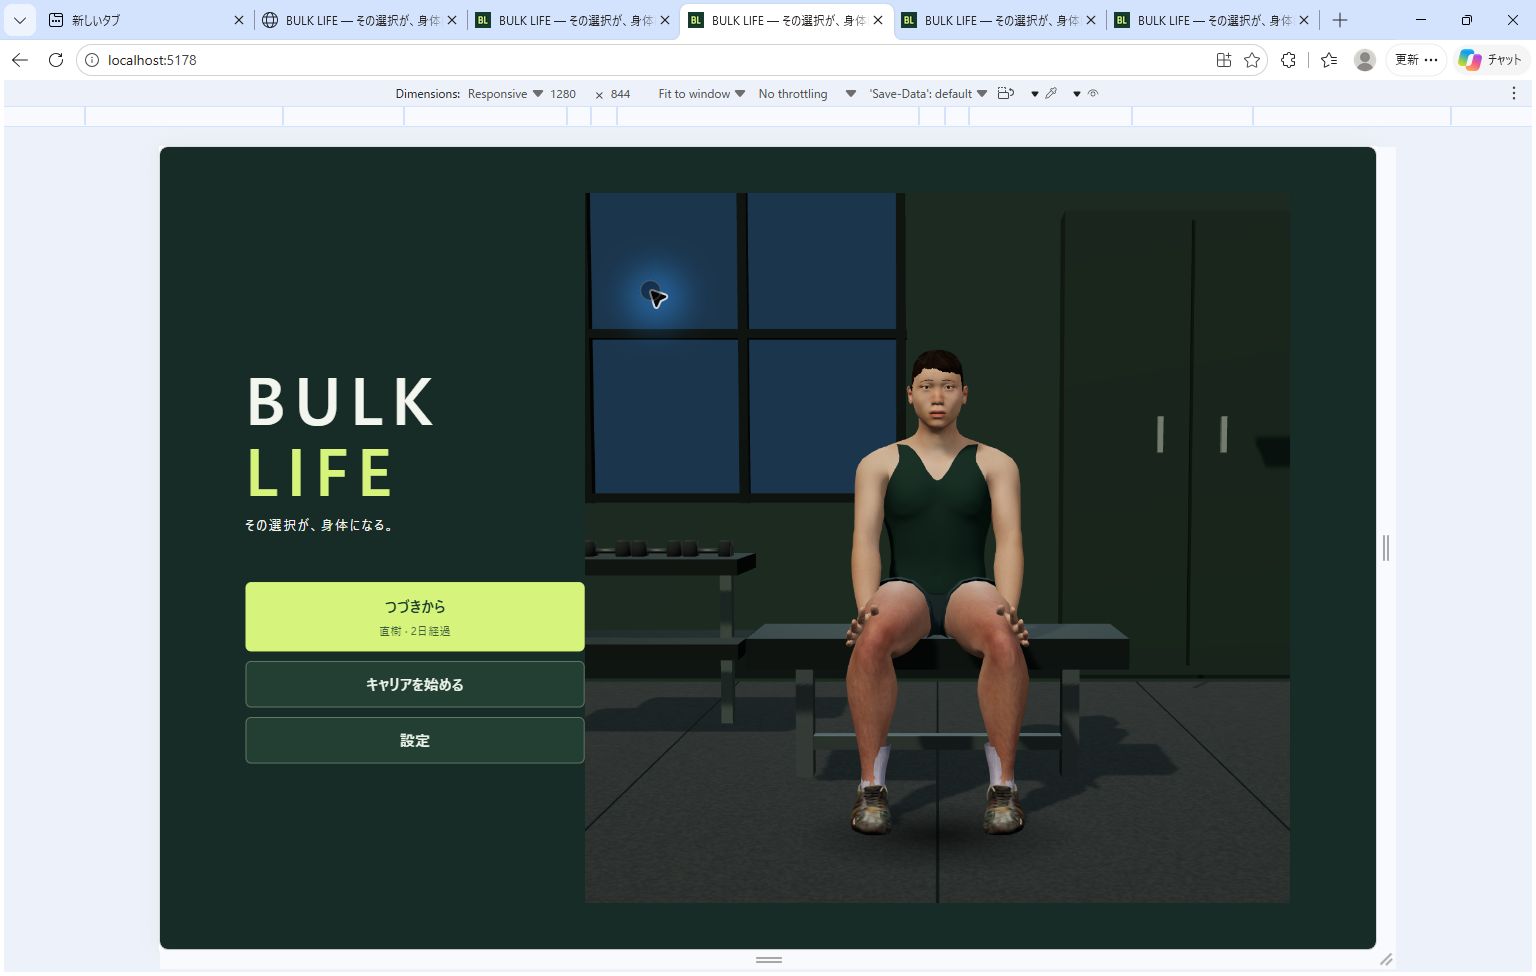 新しいタブ
BULK LIFE — その選択が、身体
BULK LIFE — その選択が、身体
BULK LIFE — その選択が、身体
BULK LIFE — その選択が、身体
BULK LIFE — その選択が、身体
localhost:5178
更新
チャット
Dimensions: Responsive 1280 × 844 Fit to window No throttling 'Save-Data': default
BULK
LIFE
その選択が、身体になる。
つづきから
直樹・2日経過
キャリアを始める
設定